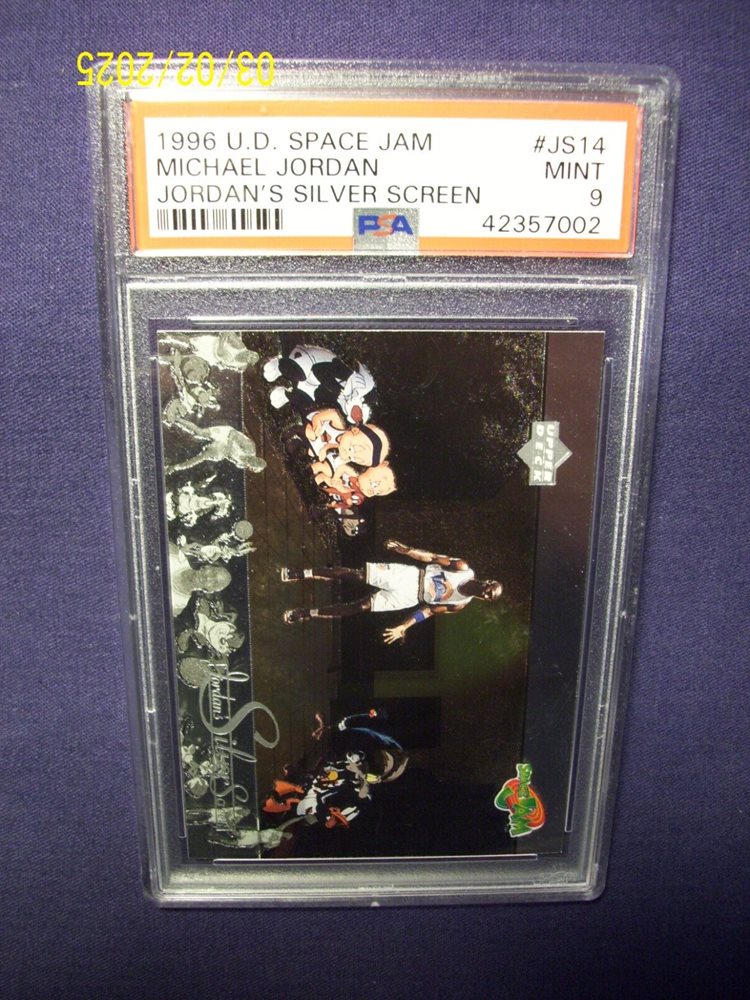 03/02/2025
1996 U.D. SPACE JAM #JS14
MICHAEL JORDAN MINT
JORDAN'S SILVER SCREEN 9
PSA 42357002
UPPER
DECK
SPACE JAM
Jordan's
Silver Screen